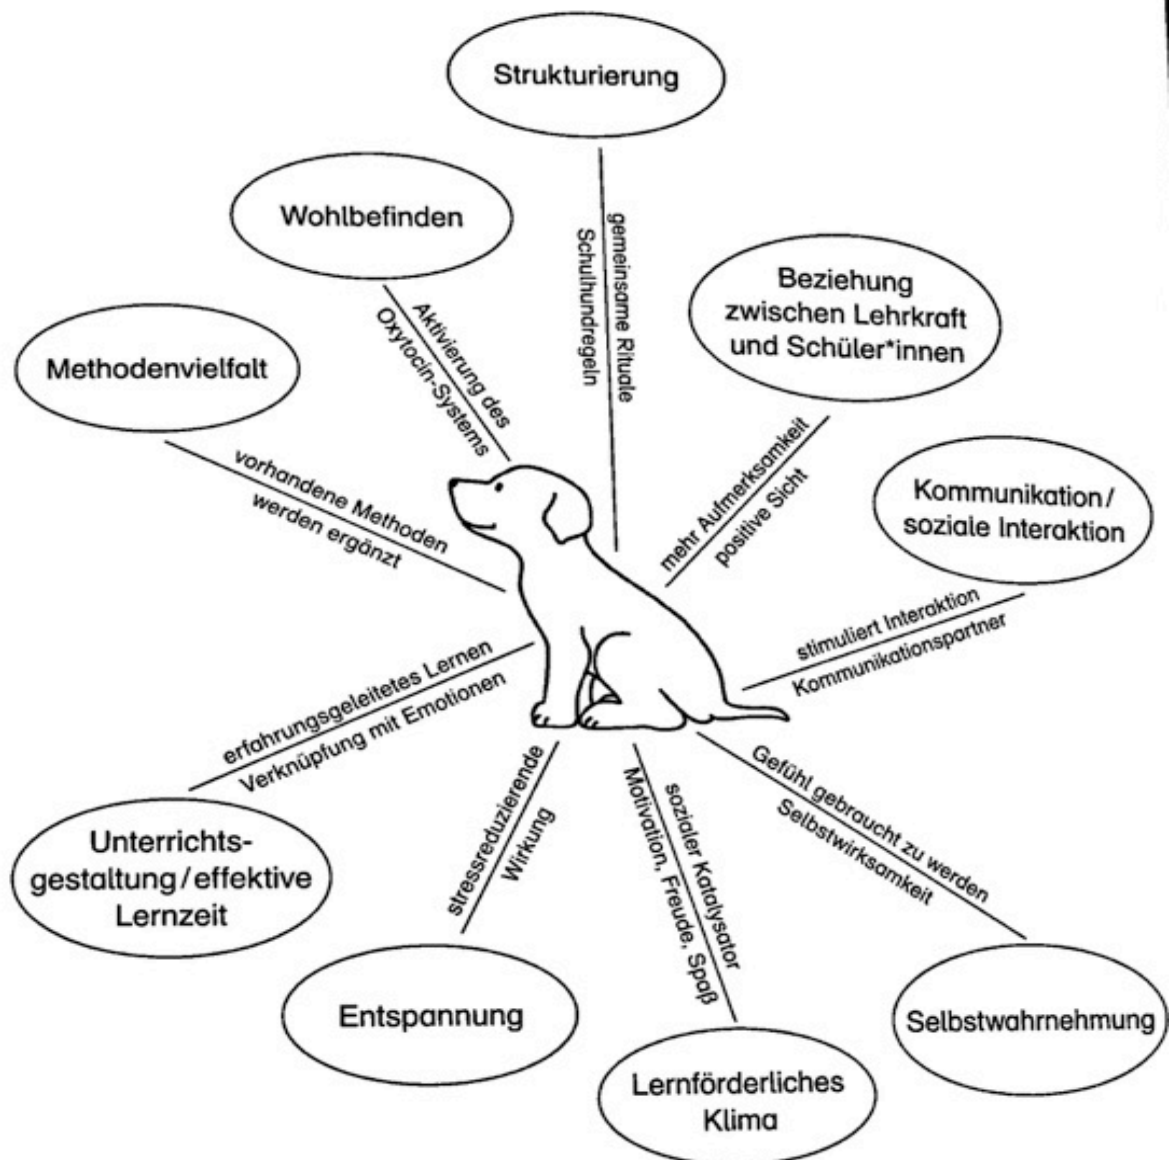 Strukturierung
gemeinsame Rituale
Schulhundregeln
Wohlbefinden
Aktivierung des
Oxytocin-Systems
Beziehung
zwischen Lehrkraft
und Schüler*innen
mehr Aufmerksamkeit
positive Sicht
Methodenvielfalt
vorhandene Methoden
werden ergänzt
Kommunikation/
soziale Interaktion
stimuliert Interaktion
Kommunikationspartner
erfahrungsgeleitetes Lernen
Verknüpfung mit Emotionen
Unterrichts-
gestaltung/effektive
Lernzeit
stressreduzierende
Wirkung
Entspannung
sozialer Katalysator
Motivation, Freude, Spaß
Lernförderliches
Klima
Gefühl gebraucht zu werden
Selbstwirksamkeit
Selbstwahrnehmung